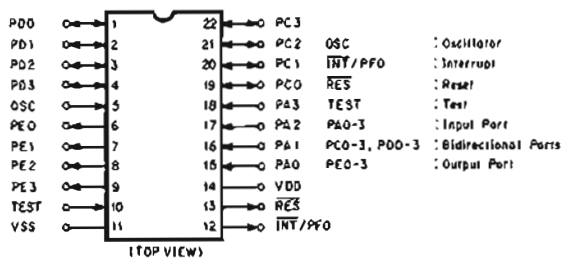 PD0 1 22 PC3
PD1 2 21 PC2 OSC : Oscillator
PD2 3 20 PC1 INT/PF0 : Interrupt
PD3 4 19 PC0 RES : Reset
OSC 5 18 PA3 TEST : Test
PE0 6 17 PA2 PA0-3 : Input Port
PE1 7 16 PA1 PC0-3, PD0-3 : Bidirectional Ports
PE2 8 15 PA0 PE0-3 : Output Port
PE3 9 14 VDD
TEST 10 13 RES
VSS 11 12 INT/PF0
(TOP VIEW)